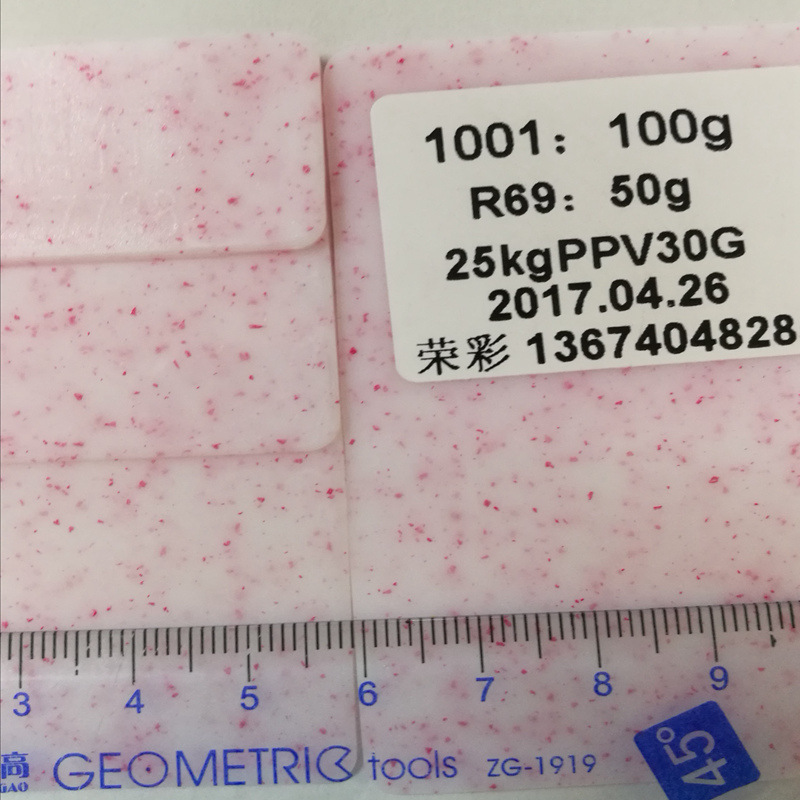 1001： 100g
R69： 50g
25kgPPV30G
2017.04.26
荣彩 1367404828
3 4 5 6 7 8 9
高 GEOMETRIC tools ZG-1919 45°
GAO